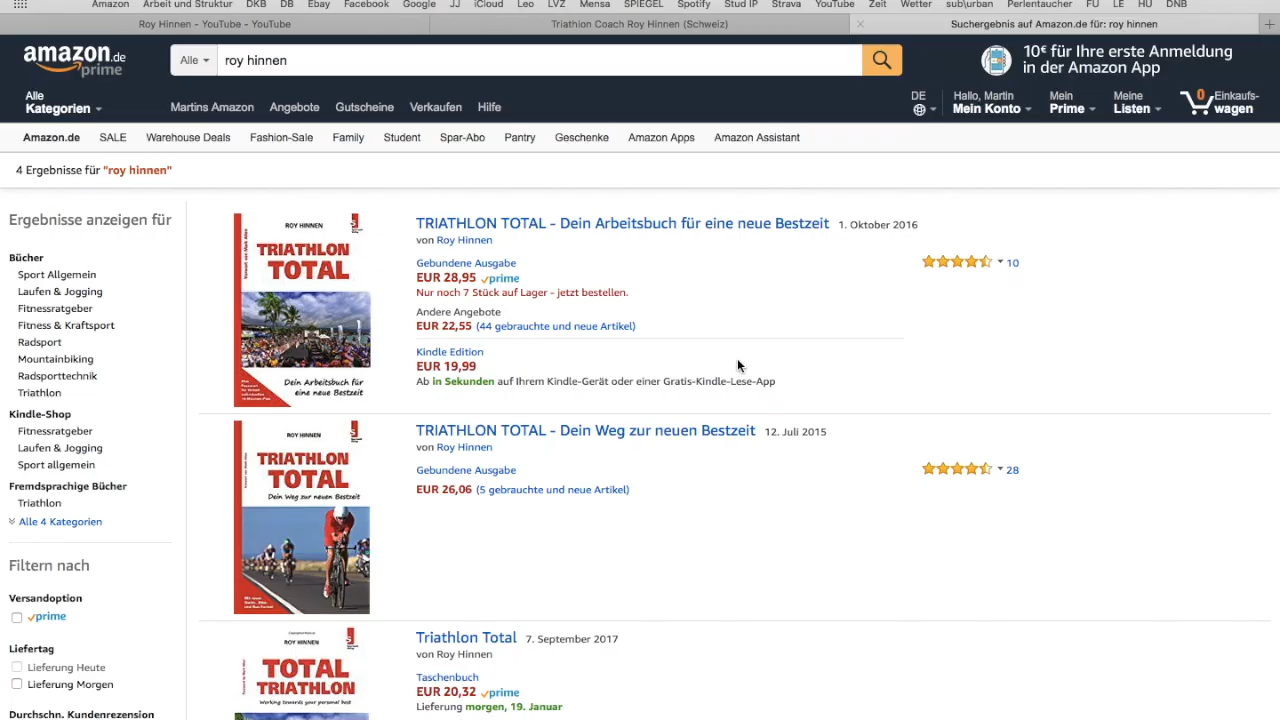 Amazon Arbeit und Struktur DKB DB Ebay Facebook Google JJ iCloud Leo LVZ Mensa SPIEGEL Spotify Stud IP Strava YouTube Zeit Wetter sub\urban Perlentaucher FU LE HU DNB
Roy Hinnen - YouTube - YouTube
Triathlon Coach Roy Hinnen (Schweiz)
Suchergebnis auf Amazon.de für: roy hinnen
amazon.de
prime
Alle
roy hinnen
10€ für Ihre erste Anmeldung
in der Amazon App
Alle
Kategorien
Martins Amazon Angebote Gutscheine Verkaufen Hilfe
DE
Hallo, Martin
Mein Konto
Mein
Prime
Meine
Listen
0
Einkaufs-
wagen
Amazon.de SALE Warehouse Deals Fashion-Sale Family Student Spar-Abo Pantry Geschenke Amazon Apps Amazon Assistant
4 Ergebnisse für "roy hinnen"
Ergebnisse anzeigen für
Bücher
Sport Allgemein
Laufen & Jogging
Fitnessratgeber
Fitness & Kraftsport
Radsport
Mountainbiking
Radsporttechnik
Triathlon
Kindle-Shop
Fitnessratgeber
Laufen & Jogging
Sport allgemein
Fremdsprachige Bücher
Triathlon
Alle 4 Kategorien
Filtern nach
Versandoption
prime
Liefertag
Lieferung Heute
Lieferung Morgen
Durchschn. Kundenrezension
ROY HINNEN
TRIATHLON
TOTAL
Dein Arbeitsbuch für
eine neue Bestzeit
TRIATHLON TOTAL - Dein Arbeitsbuch für eine neue Bestzeit 1. Oktober 2016
von Roy Hinnen
Gebundene Ausgabe
EUR 28,95 prime
Nur noch 7 Stück auf Lager - jetzt bestellen.
Andere Angebote
EUR 22,55 (44 gebrauchte und neue Artikel)
Kindle Edition
EUR 19,99
Ab in Sekunden auf Ihrem Kindle-Gerät oder einer Gratis-Kindle-Lese-App
10
ROY HINNEN
TRIATHLON
TOTAL
Dein Weg zur neuen Bestzeit
TRIATHLON TOTAL - Dein Weg zur neuen Bestzeit 12. Juli 2015
von Roy Hinnen
Gebundene Ausgabe
EUR 26,06 (5 gebrauchte und neue Artikel)
28
ROY HINNEN
TOTAL
TRIATHLON
Working towards your personal best
Triathlon Total 7. September 2017
von Roy Hinnen
Taschenbuch
EUR 20,32 prime
Lieferung morgen, 19. Januar